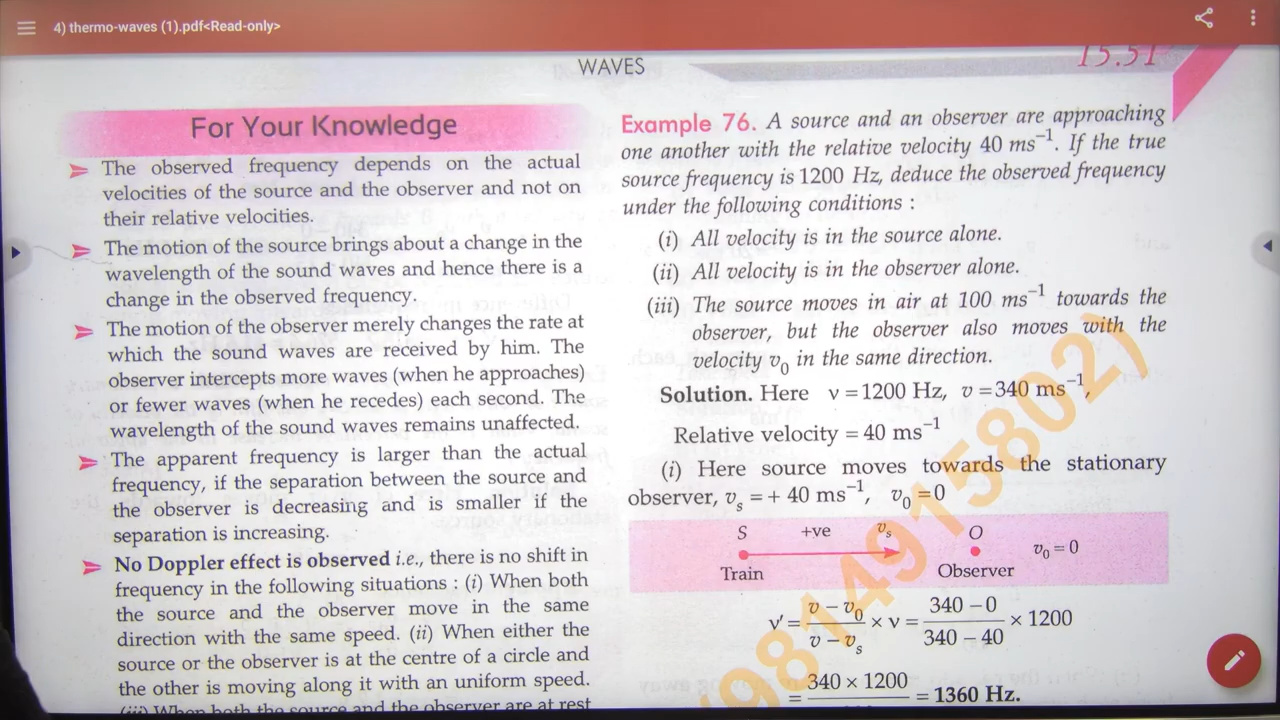 4) thermo-waves (1).pdf<Read-only>
WAVES
15.51
For Your Knowledge
➢ The observed frequency depends on the actual
velocities of the source and the observer and not on
their relative velocities.
➢ The motion of the source brings about a change in the
wavelength of the sound waves and hence there is a
change in the observed frequency.
➢ The motion of the observer merely changes the rate at
which the sound waves are received by him. The
observer intercepts more waves (when he approaches)
or fewer waves (when he recedes) each second. The
wavelength of the sound waves remains unaffected.
➢ The apparent frequency is larger than the actual
frequency, if the separation between the source and
the observer is decreasing and is smaller if the
separation is increasing.
➢ No Doppler effect is observed i.e., there is no shift in
frequency in the following situations : (i) When both
the source and the observer move in the same
direction with the same speed. (ii) When either the
source or the observer is at the centre of a circle and
the other is moving along it with an uniform speed.
(iii) When both the source and the observer are at rest
Example 76. A source and an observer are approaching
one another with the relative velocity 40 ms⁻¹. If the true
source frequency is 1200 Hz, deduce the observed frequency
under the following conditions :
(i) All velocity is in the source alone.
(ii) All velocity is in the observer alone.
(iii) The source moves in air at 100 ms⁻¹ towards the
observer, but the observer also moves with the
velocity v₀ in the same direction.
Solution. Here ν = 1200 Hz, v = 340 ms⁻¹,
Relative velocity = 40 ms⁻¹
(i) Here source moves towards the stationary
observer, vₛ = + 40 ms⁻¹, v₀ = 0
S +ve vₛ O v₀ = 0
Train Observer
ν′ = (v − v₀)/(v − vₛ) × ν = (340 − 0)/(340 − 40) × 1200
= 340 × 1200 = 1360 Hz.
9814915802)